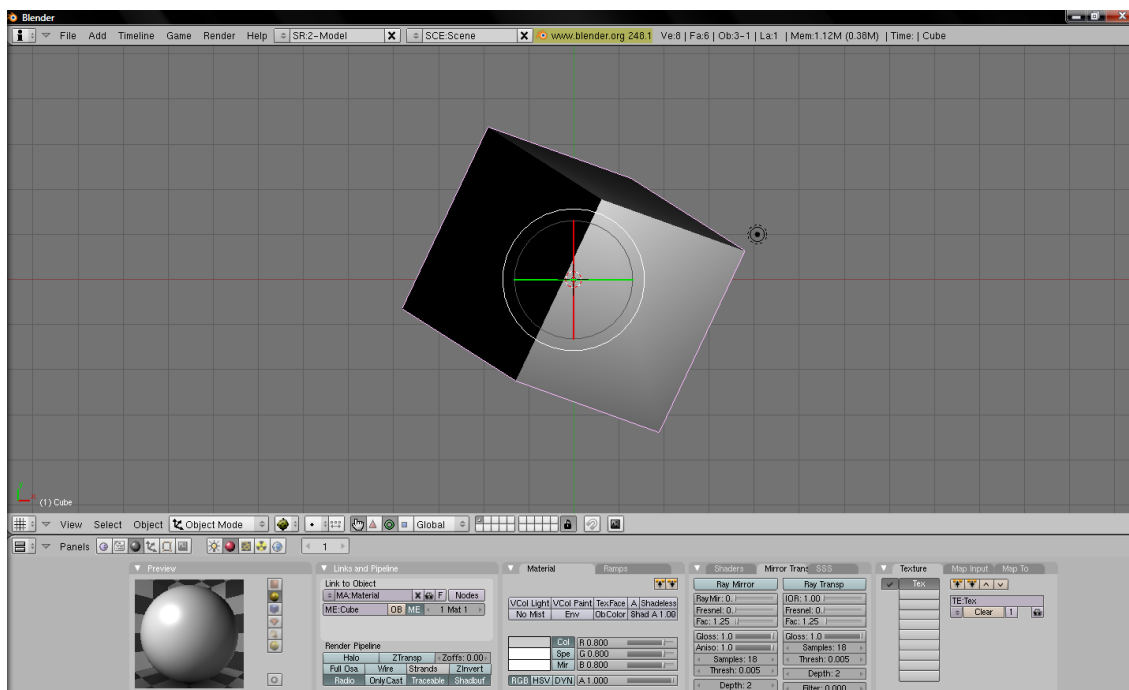 Blender
File Add Timeline Game Render Help SR:2-Model SCE:Scene www.blender.org 248.1 Ve:8 | Fa:6 | Ob:3-1 | La:1 | Mem:1.12M (0.38M) | Time: | Cube
x
(1) Cube
View Select Object Object Mode Global
Panels 1
Preview
Links and Pipeline
Link to Object
MA:Material F Nodes
ME:Cube OB ME 1 Mat 1
Render Pipeline
Halo ZTransp Zoffs: 0.00
Full Osa Wire Strands ZInvert
Radio OnlyCast Traceable Shadbuf
Material Ramps
VCol Light VCol Paint TexFace A Shadeless
No Mist Env ObColor Shad A 1.00
Col R 0.800
Spe G 0.800
Mir B 0.800
RGB HSV DYN A 1.000
Shaders Mirror Trans SSS
Ray Mirror Ray Transp
RayMir: 0. IOR: 1.00
Fresnel: 0. Fresnel: 0.
Fac: 1.25 Fac: 1.25
Gloss: 1.0 Gloss: 1.0
Aniso: 1.0 Samples: 18
Samples: 18 Thresh: 0.005
Thresh: 0.005 Depth: 2
Depth: 2 Filter: 0.000
Texture Map Input Map To
Tex
TE:Tex
Clear 1